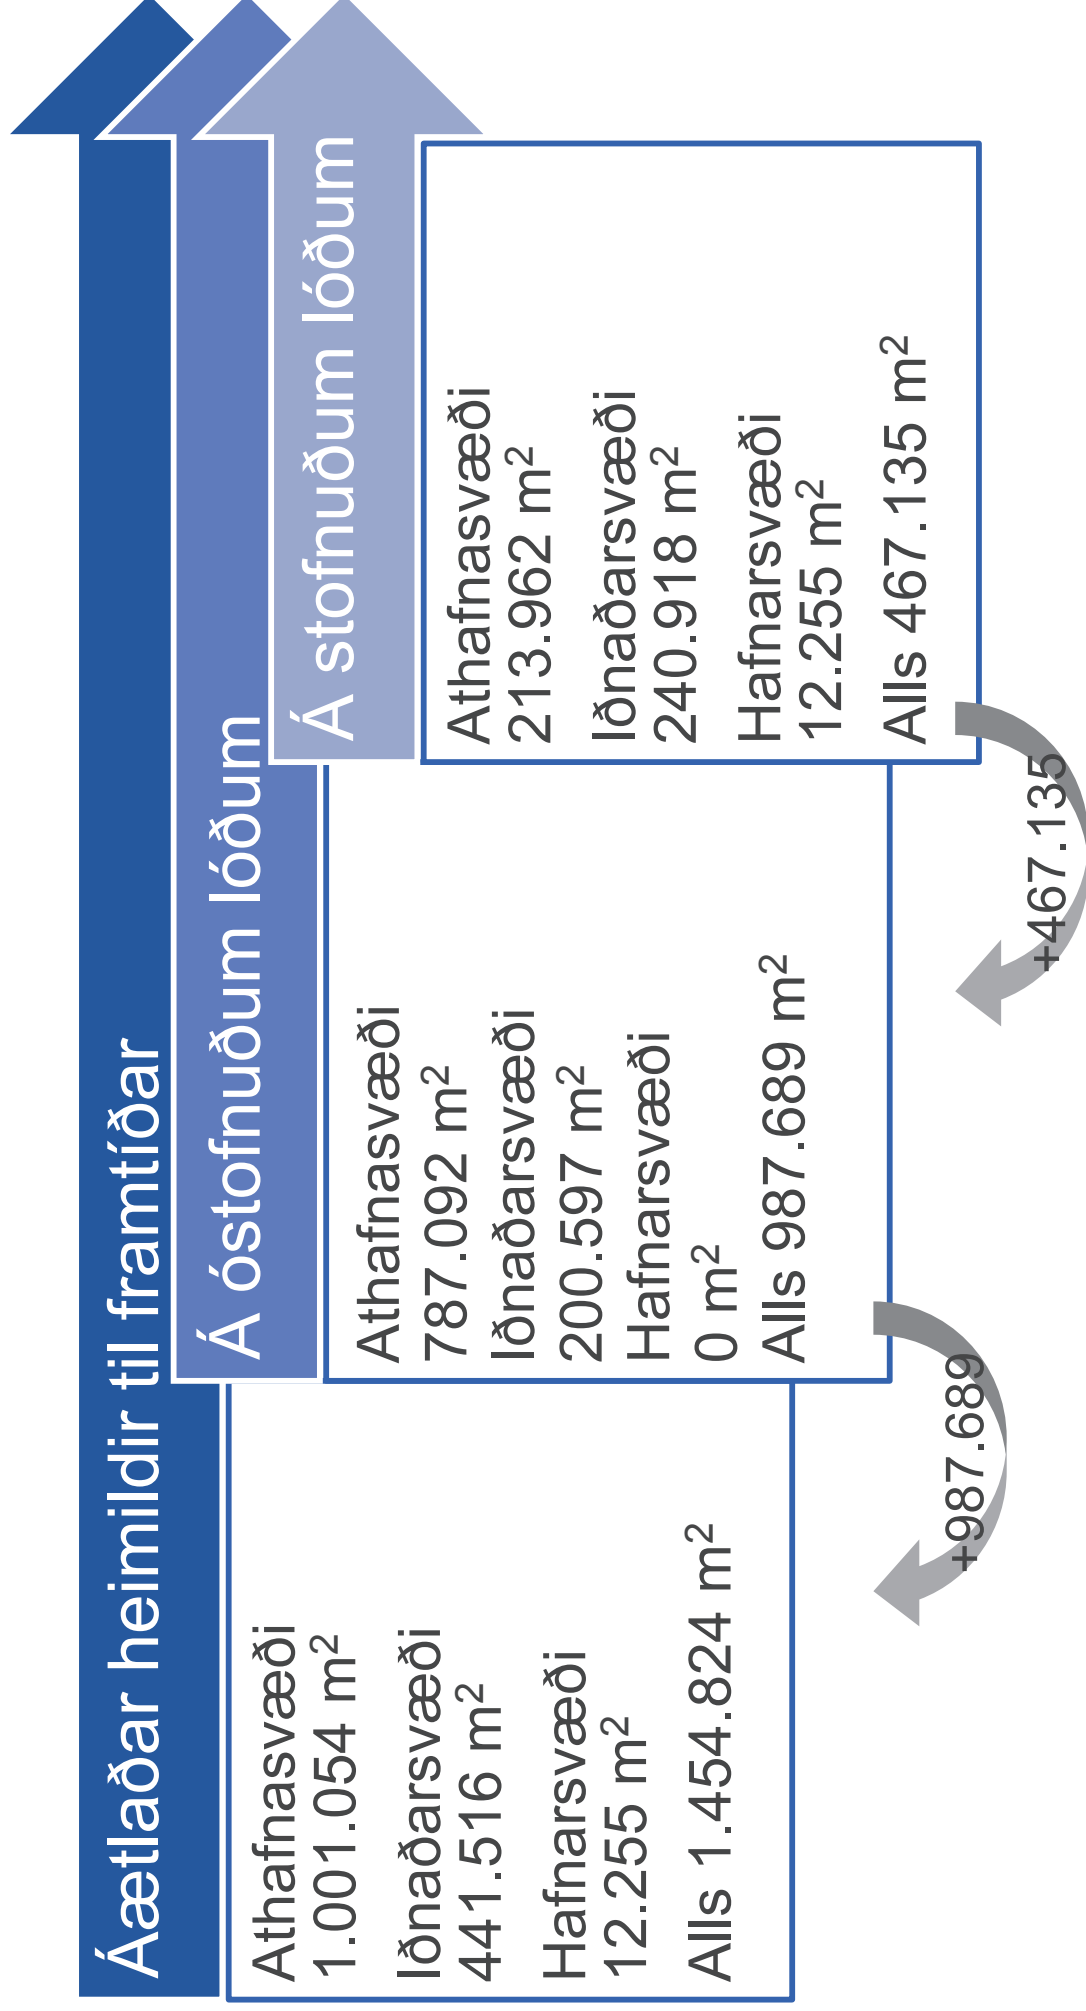 Áætlaðar heimildir til framtíðar
Athafnasvæði
1.001.054 m²
Iðnaðarsvæði
441.516 m²
Hafnarsvæði
12.255 m²
Alls 1.454.824 m²
Á óstofnuðum lóðum
Athafnasvæði
787.092 m²
Iðnaðarsvæði
200.597 m²
Hafnarsvæði
0 m²
Alls 987.689 m²
Á stofnuðum lóðum
Athafnasvæði
213.962 m²
Iðnaðarsvæði
240.918 m²
Hafnarsvæði
12.255 m²
Alls 467.135 m²
+987.689
+467.135